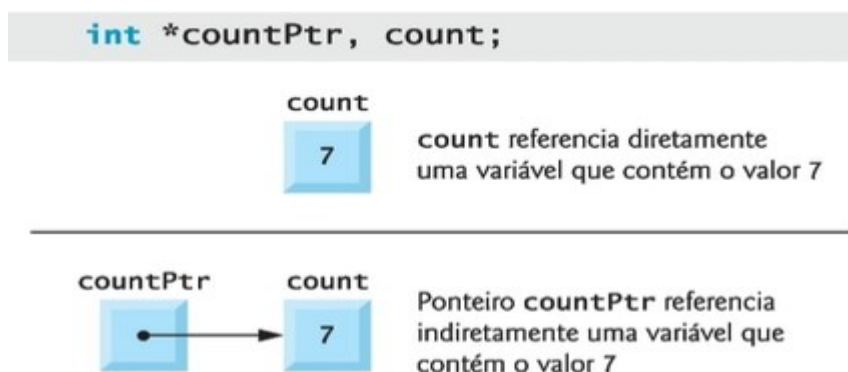 int *countPtr, count;
count
7
count referencia diretamente
uma variável que contém o valor 7
countPtr count
7
Ponteiro countPtr referencia
indiretamente uma variável que
contém o valor 7